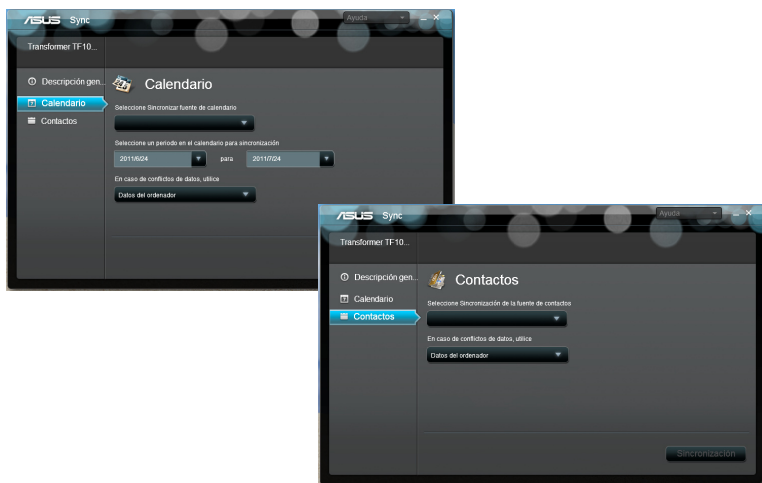 ASUS Sync
Ayuda
Transformer TF10...
Descripción gen...
Calendario
Contactos
Calendario
Seleccione Sincronizar fuente de calendario
Seleccione un periodo en el calendario para sincronización
2011/6/24 para 2011/7/24
En caso de conflictos de datos, utilice
Datos del ordenador
ASUS Sync
Ayuda
Transformer TF10...
Descripción gen...
Calendario
Contactos
Contactos
Seleccione Sincronización de la fuente de contactos
En caso de conflictos de datos, utilice
Datos del ordenador
Sincronización